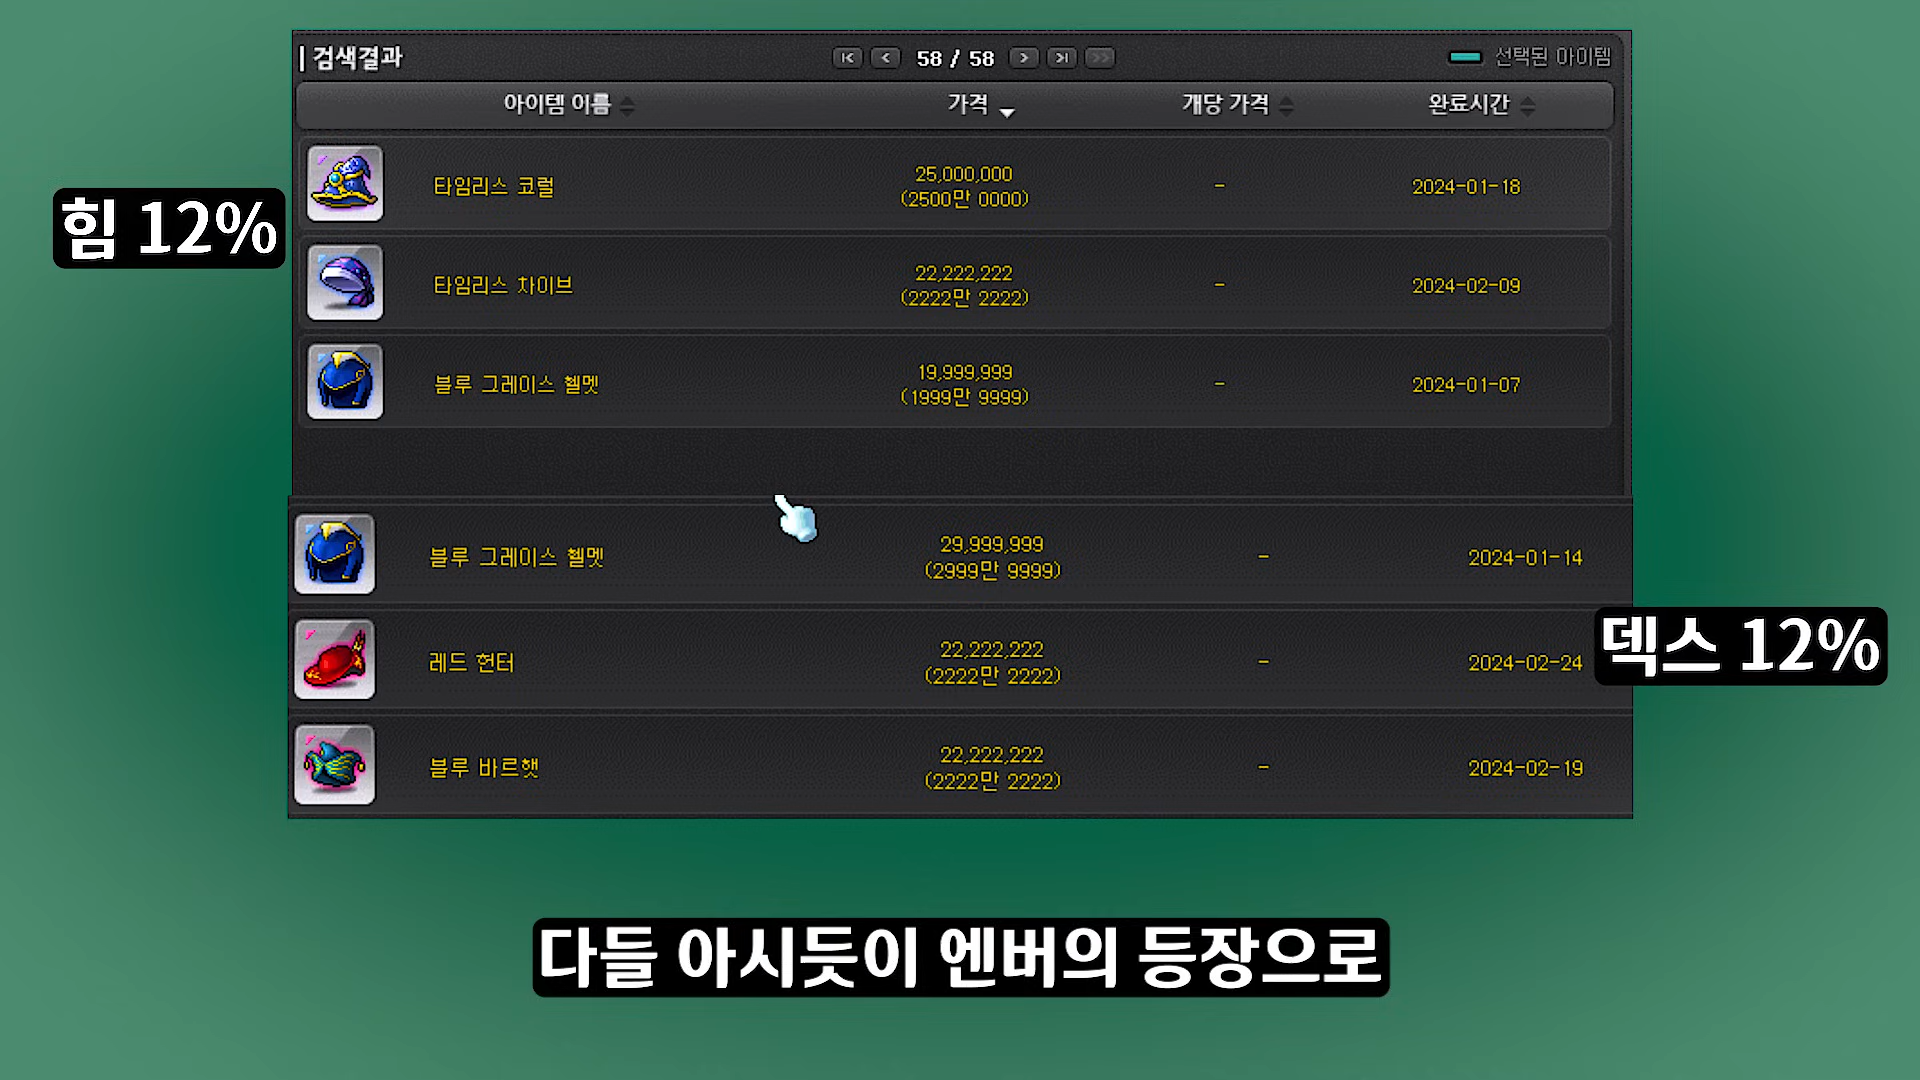 검색결과
58 / 58
선택된 아이템
아이템 이름 가격 개당 가격 완료시간
힘 12%
타임리스 코럴 25,000,000 (2500만 0000) - 2024-01-18
타임리스 차이브 22,222,222 (2222만 2222) - 2024-02-09
블루 그레이스 헬멧 19,999,999 (1999만 9999) - 2024-01-07
블루 그레이스 헬멧 29,999,999 (2999만 9999) - 2024-01-14
레드 헌터 22,222,222 (2222만 2222) - 2024-02-24
덱스 12%
블루 바르햇 22,222,222 (2222만 2222) - 2024-02-19
다들 아시듯이 엔버의 등장으로